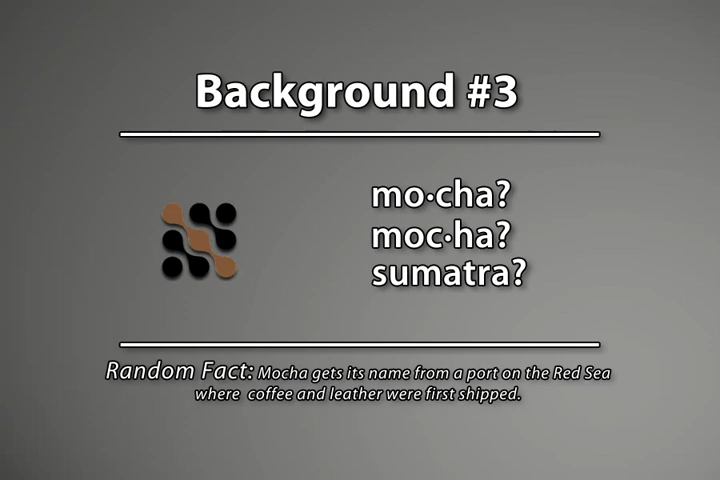 Background #3
mo·cha?
moc·ha?
sumatra?
Random Fact: Mocha gets its name from a port on the Red Sea
where coffee and leather were first shipped.